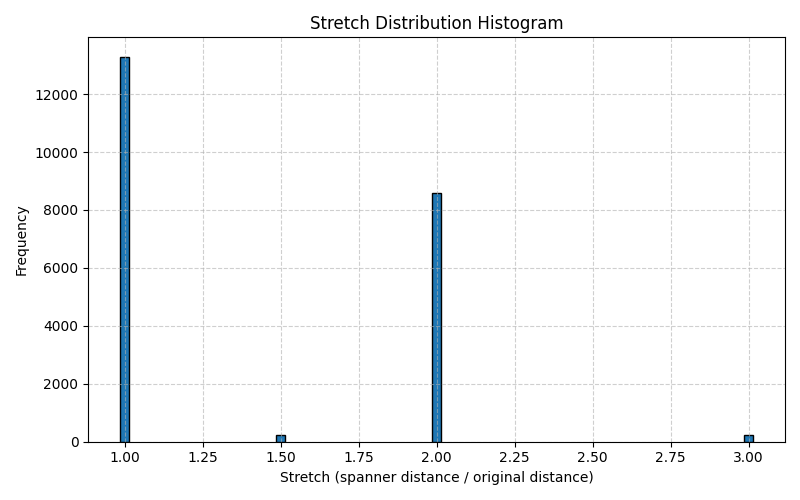 Stretch Distribution Histogram
Frequency
12000
10000
8000
6000
4000
2000
0
1.00 1.25 1.50 1.75 2.00 2.25 2.50 2.75 3.00
Stretch (spanner distance / original distance)